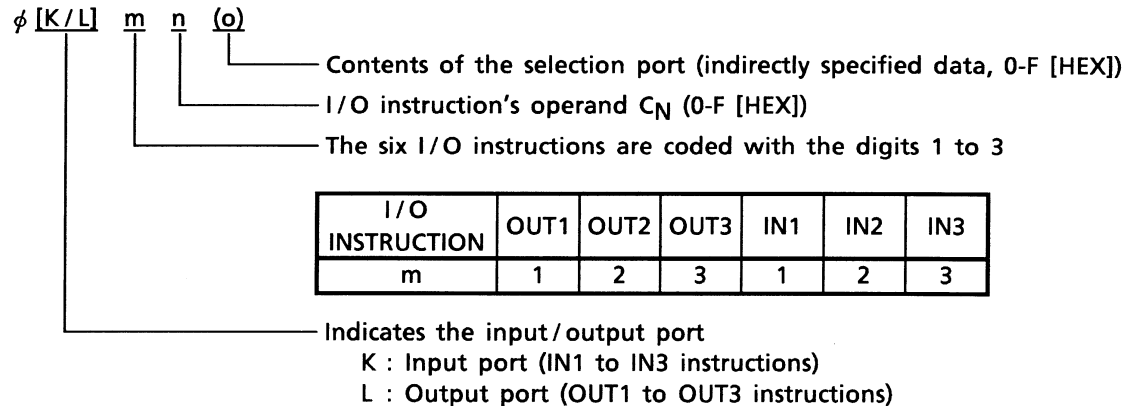 ϕ [K/L] m n (o)
Contents of the selection port (indirectly specified data, 0-F [HEX])
I/O instruction's operand CN (0-F [HEX])
The six I/O instructions are coded with the digits 1 to 3
I/O INSTRUCTION OUT1 OUT2 OUT3 IN1 IN2 IN3
m 1 2 3 1 2 3
Indicates the input/output port
K : Input port (IN1 to IN3 instructions)
L : Output port (OUT1 to OUT3 instructions)